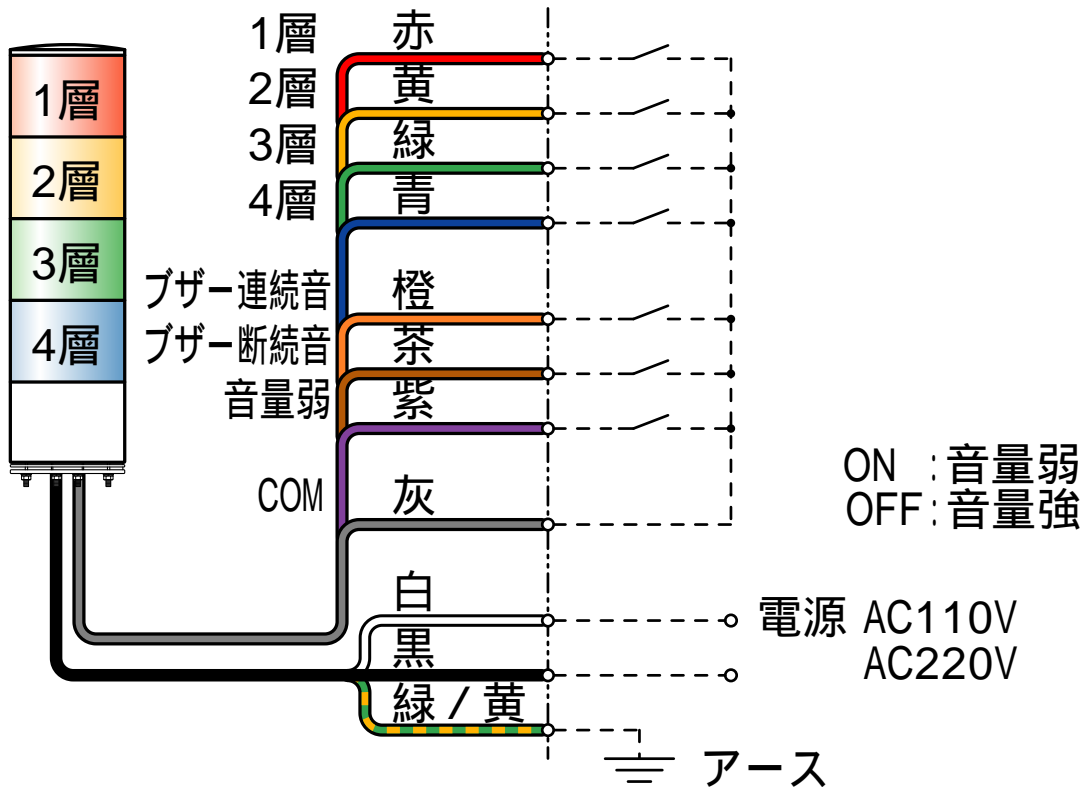 1層
2層
3層
4層
1層 赤
2層 黄
3層 緑
4層 青
ブザー連続音 橙
ブザー断続音 茶
音量弱 紫
COM 灰
ON :音量弱
OFF:音量強
白
黒
緑/黄
電源 AC110V
AC220V
アース